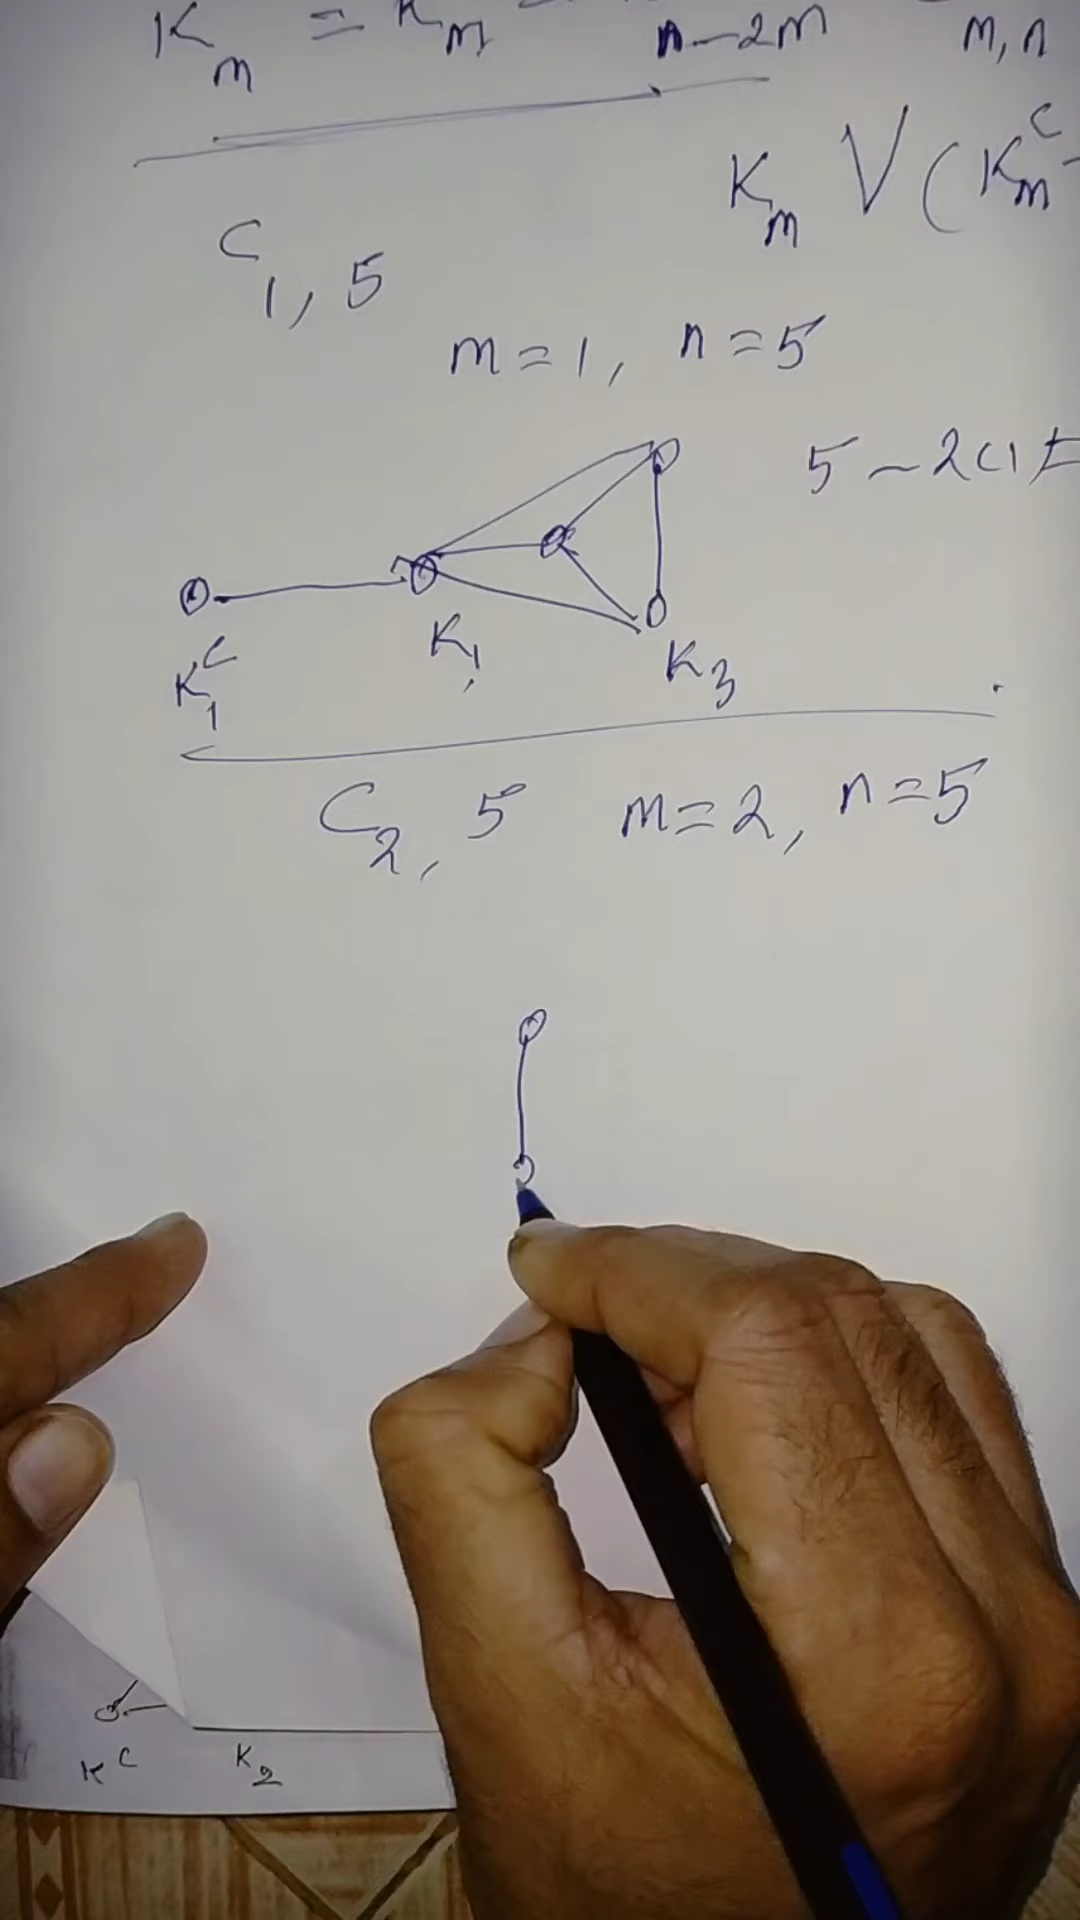 K_m = K_m n-2m m,n
K_m V (K_m^c
C_1, 5
m=1, n=5
5-2(1)=
K_1^c K_1 K_3
C_2, 5 m=2, n=5
K^c K_2